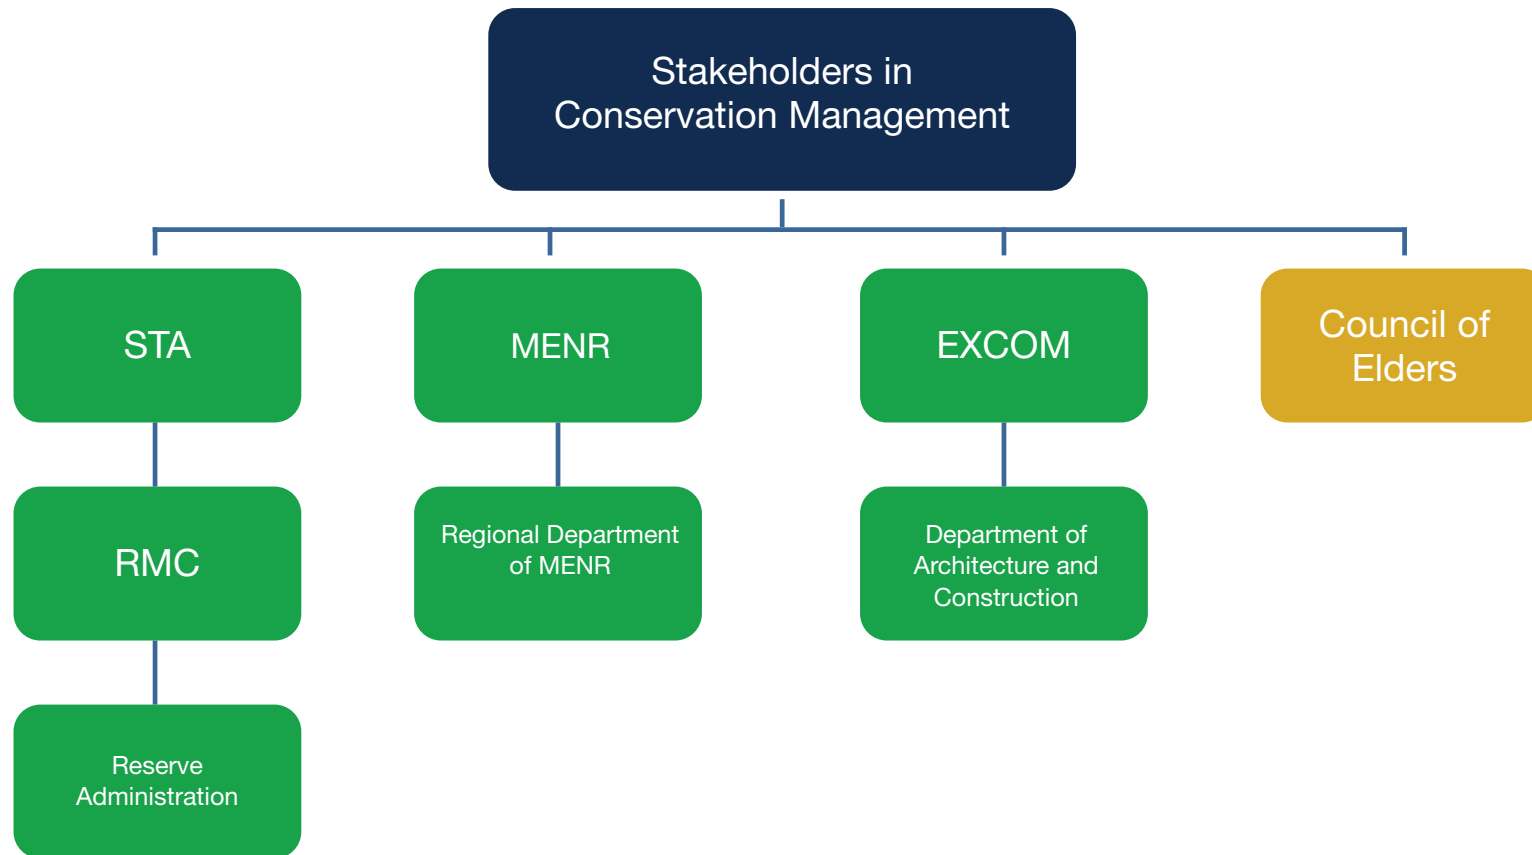 Stakeholders in
Conservation Management
STA
MENR
EXCOM
Council of
Elders
RMC
Regional Department
of MENR
Department of
Architecture and
Construction
Reserve
Administration